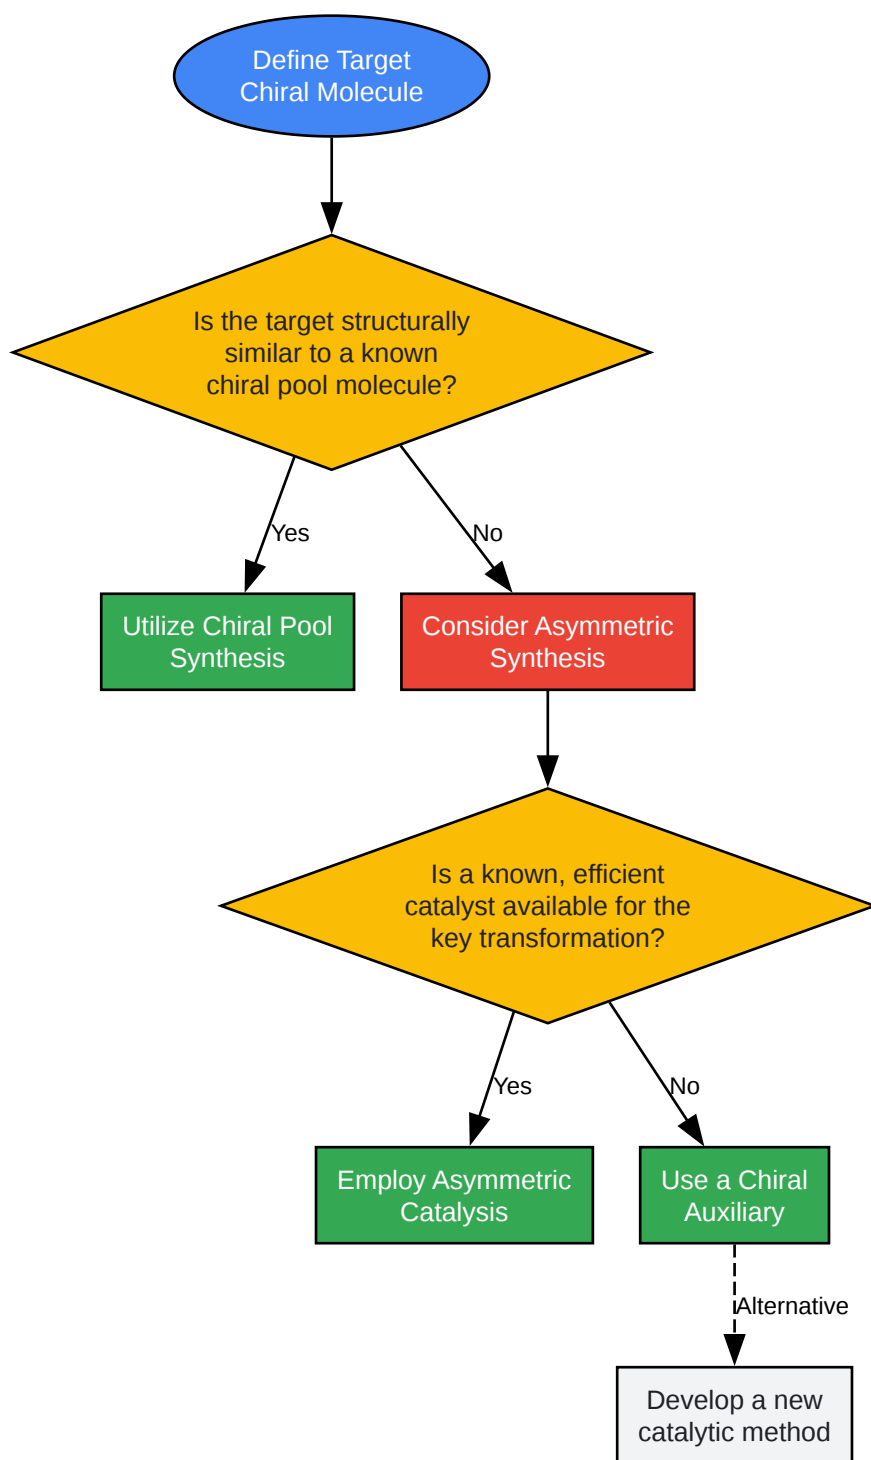 Define Target
Chiral Molecule
Is the target structurally
similar to a known
chiral pool molecule?
Yes
No
Utilize Chiral Pool
Synthesis
Consider Asymmetric
Synthesis
Is a known, efficient
catalyst available for the
key transformation?
Yes
No
Employ Asymmetric
Catalysis
Use a Chiral
Auxiliary
Alternative
Develop a new
catalytic method